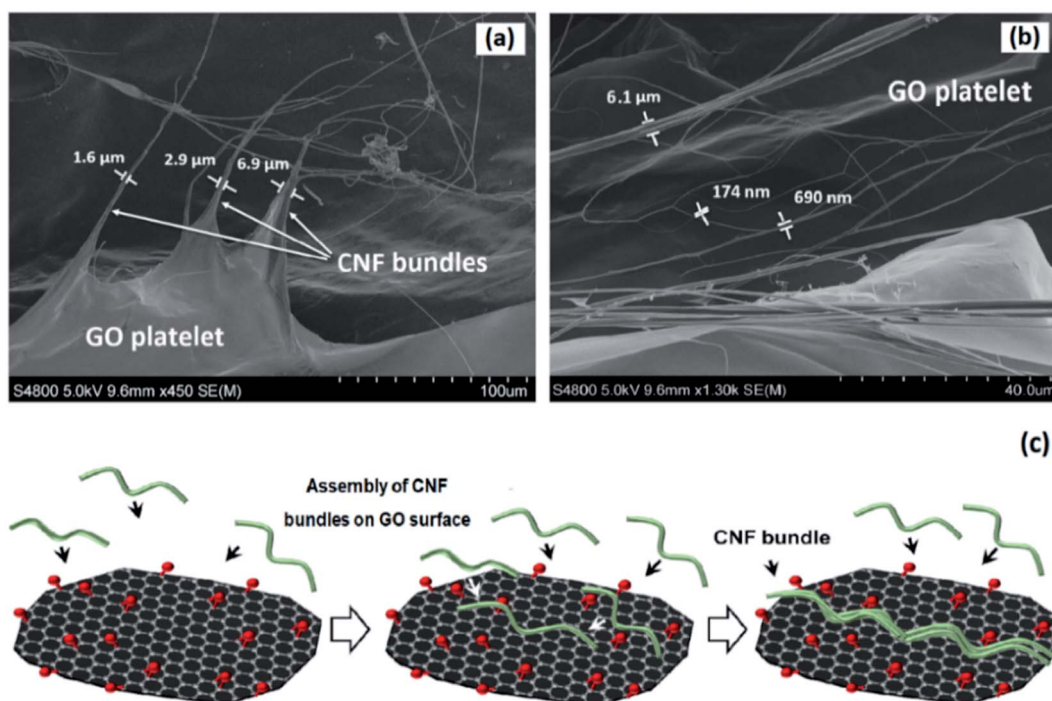 (a)
1.6 μm
2.9 μm
6.9 μm
CNF bundles
GO platelet
S4800 5.0kV 9.6mm x450 SE(M)
100um
(b)
GO platelet
6.1 μm
174 nm
690 nm
S4800 5.0kV 9.6mm x1.30k SE(M)
40.0um
(c)
Assembly of CNF
bundles on GO surface
CNF bundle